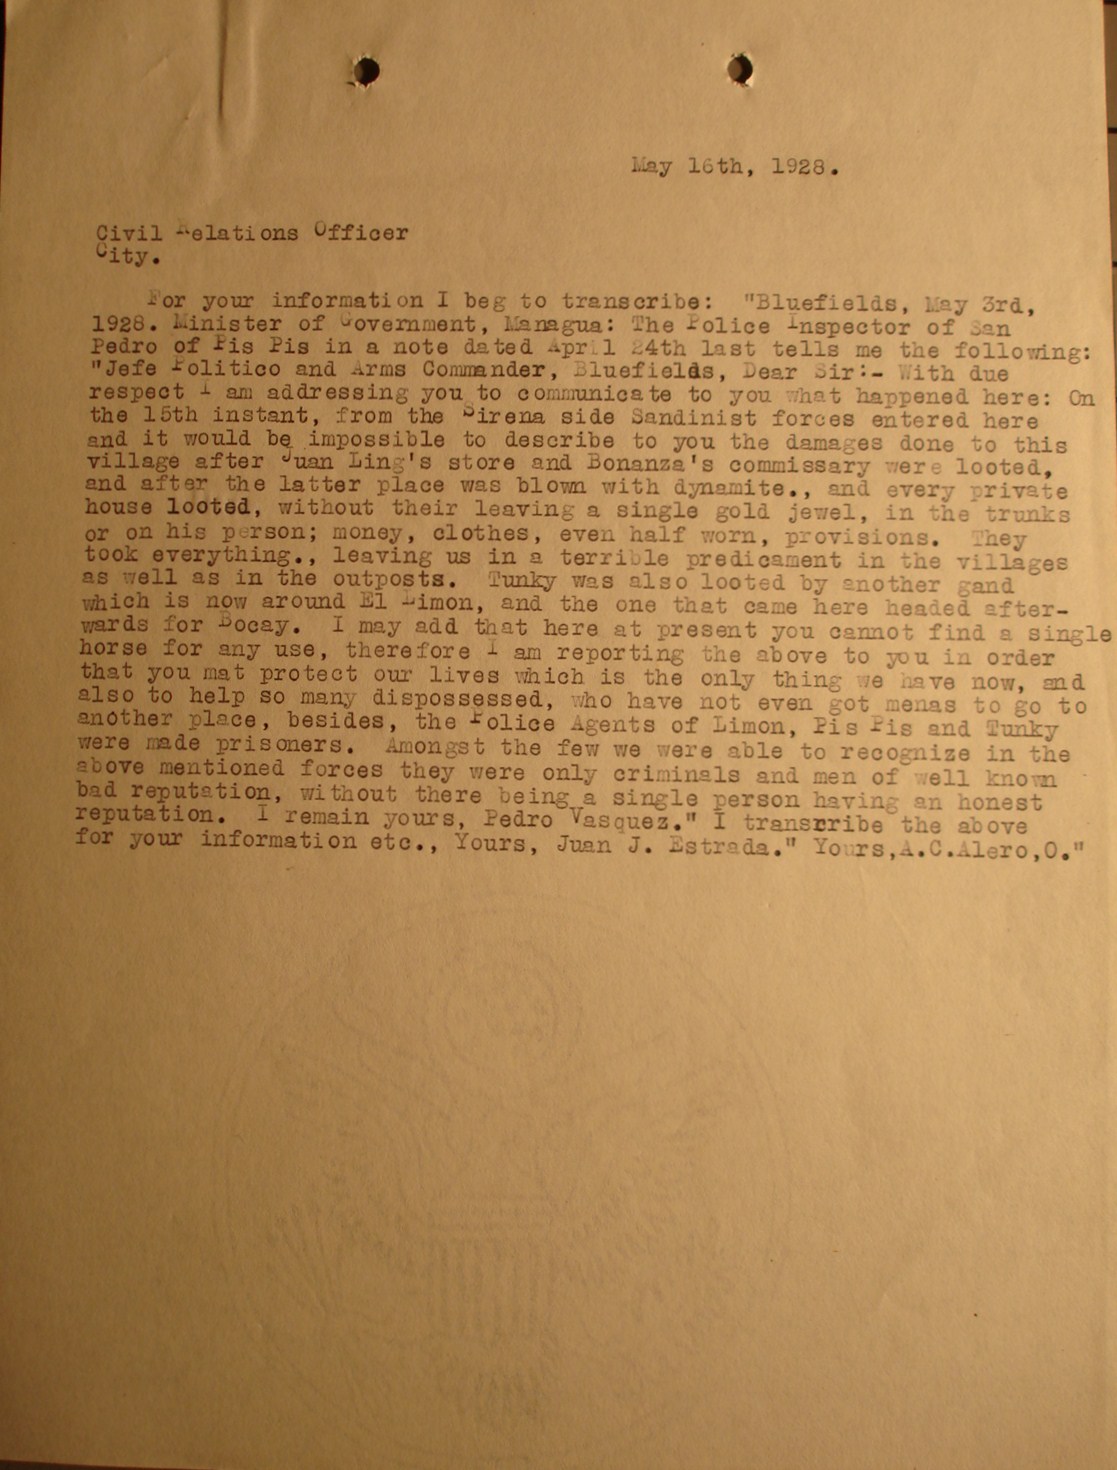 May 16th, 1928.
Civil Relations Officer
City.
For your information I beg to transcribe: "Bluefields, May 3rd,
1928. Minister of Government, Managua: The Police Inspector of San
Pedro of Pis Pis in a note dated April 24th last tells me the following:
"Jefe Politico and Arms Commander, Bluefields, Dear Sir:- With due
respect I am addressing you to communicate to you what happened here: On
the 15th instant, from the Sirena side Sandinist forces entered here
and it would be impossible to describe to you the damages done to this
village after Juan Ling's store and Bonanza's commissary were looted,
and after the latter place was blown with dynamite., and every private
house looted, without their leaving a single gold jewel, in the trunks
or on his person; money, clothes, even half worn, provisions. They
took everything., leaving us in a terrible predicament in the villages
as well as in the outposts. Tunky was also looted by another gand
which is now around El Limon, and the one that came here headed after-
wards for Bocay. I may add that here at present you cannot find a single
horse for any use, therefore I am reporting the above to you in order
that you mat protect our lives which is the only thing we have now, and
also to help so many dispossessed, who have not even got menas to go to
another place, besides, the Police Agents of Limon, Pis Pis and Tunky
were made prisoners. Amongst the few we were able to recognize in the
above mentioned forces they were only criminals and men of well known
bad reputation, without there being a single person having an honest
reputation. I remain yours, Pedro Vasquez." I transrribe the above
for your information etc., Yours, Juan J. Estrada." Yours,A.C.Alero,O."